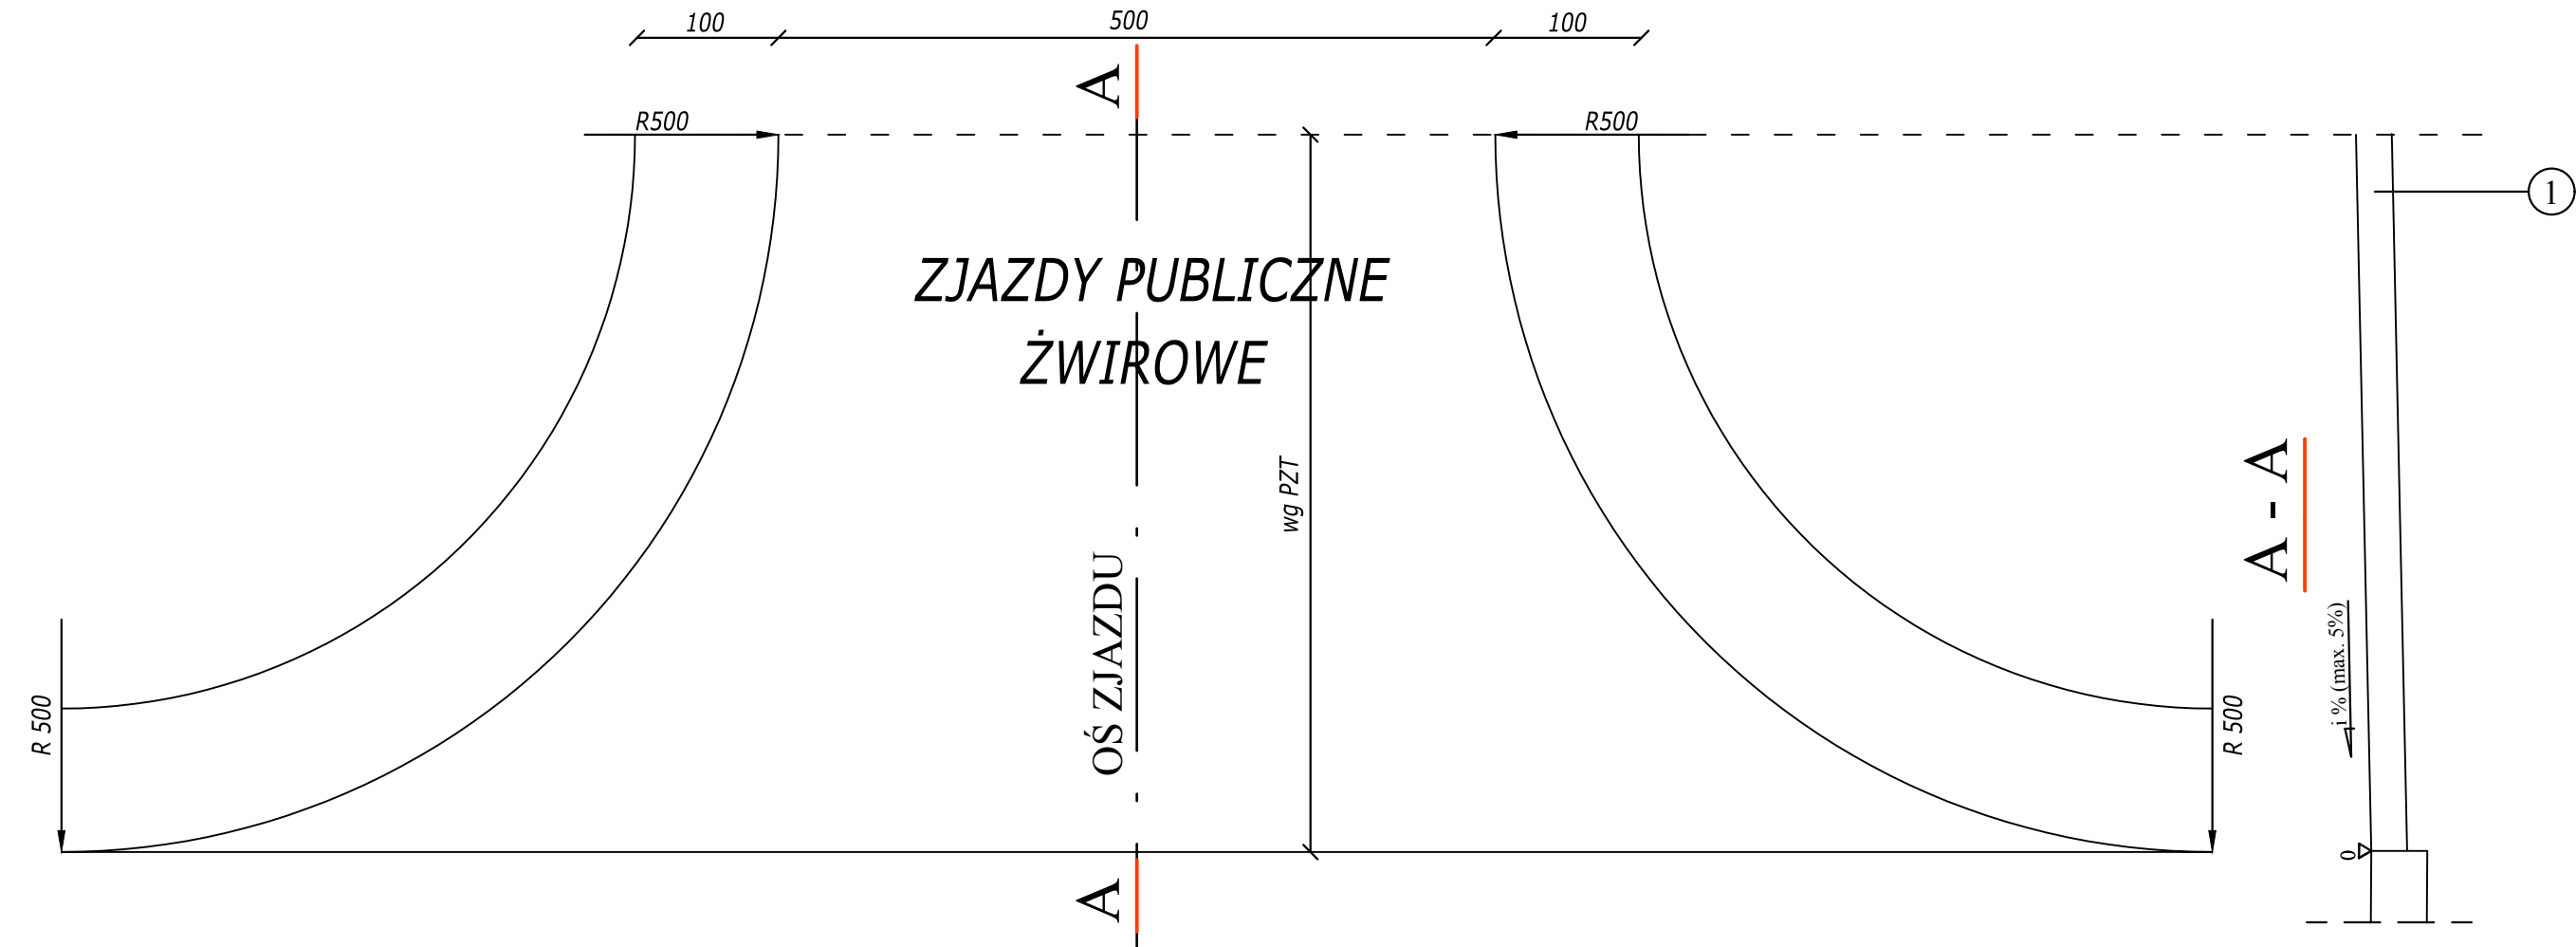 100
500
100
A
R500
R500
1
ZJAZDY PUBLICZNE
ŻWIROWE
wg PZT
A - A
OŚ ZJAZDU
i % (max. 5%)
R 500
R 500
0
A